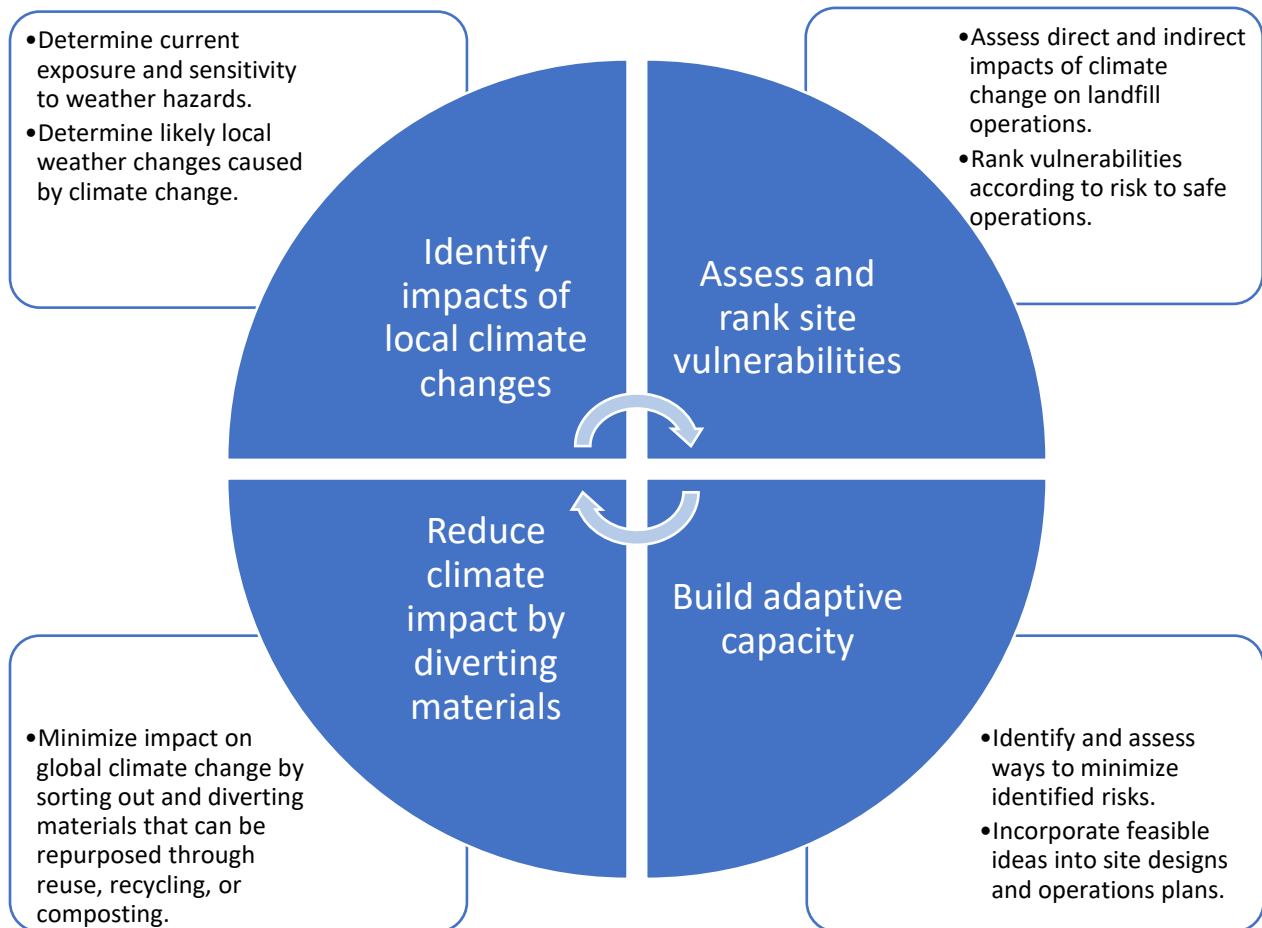 •Determine current
exposure and sensitivity
to weather hazards.
•Determine likely local
weather changes caused
by climate change.
•Assess direct and indirect
impacts of climate
change on landfill
operations.
•Rank vulnerabilities
according to risk to safe
operations.
Identify
impacts of
local climate
changes
Assess and
rank site
vulnerabilities
Reduce
climate
impact by
diverting
materials
Build adaptive
capacity
•Minimize impact on
global climate change by
sorting out and diverting
materials that can be
repurposed through
reuse, recycling, or
composting.
•Identify and assess
ways to minimize
identified risks.
•Incorporate feasible
ideas into site designs
and operations plans.